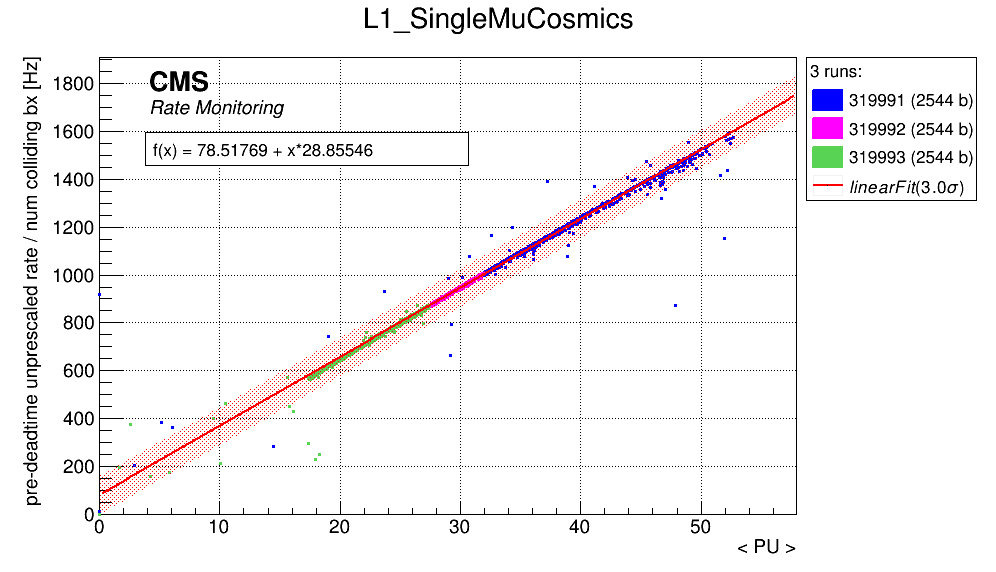 L1_SingleMuCosmics
pre-deadtime unprescaled rate / num colliding bx [Hz]
CMS
Rate Monitoring
f(x) = 78.51769 + x*28.85546
1800
1600
1400
1200
1000
800
600
400
200
0
0 10 20 30 40 50
< PU >
3 runs:
319991 (2544 b)
319992 (2544 b)
319993 (2544 b)
linearFit(3.0σ)